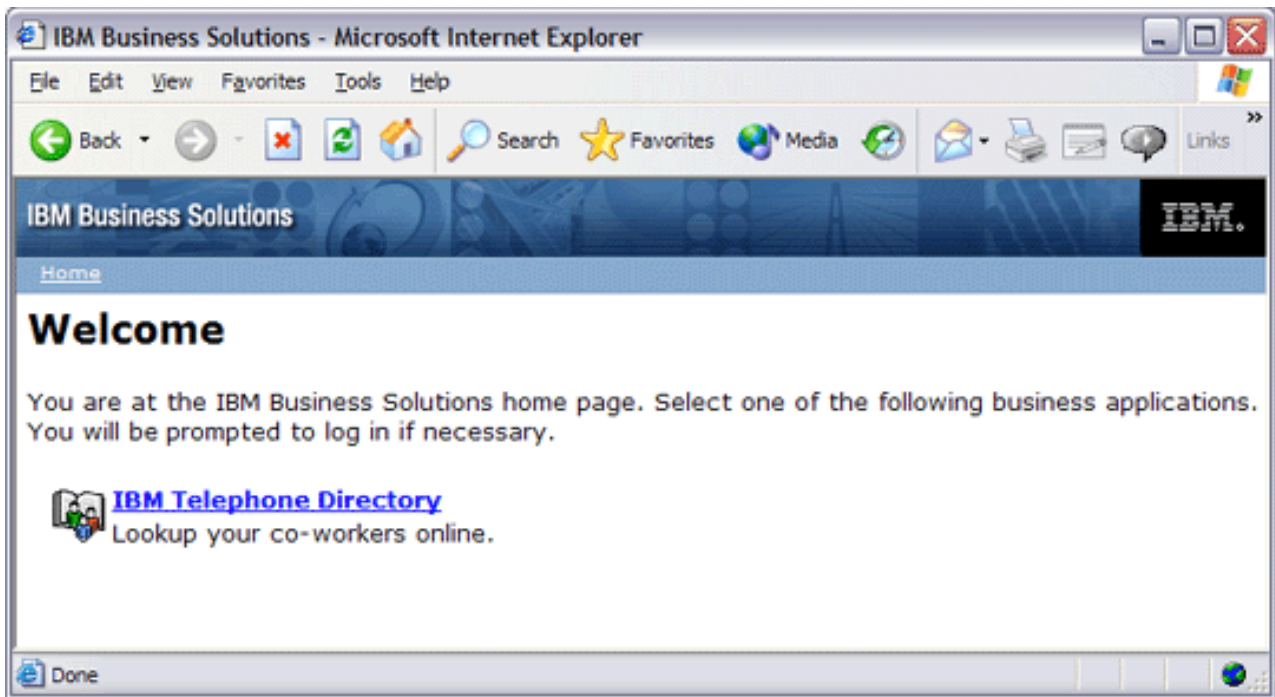 IBM Business Solutions - Microsoft Internet Explorer
File Edit View Favorites Tools Help
Back Search Favorites Media Links »
IBM Business Solutions IBM.
Home
Welcome
You are at the IBM Business Solutions home page. Select one of the following business applications.
You will be prompted to log in if necessary.
IBM Telephone Directory
Lookup your co-workers online.
Done